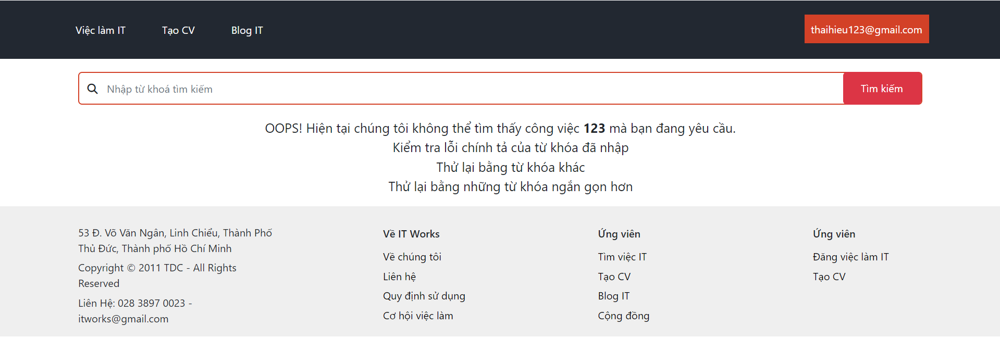 Việc làm IT
Tạo CV
Blog IT
thaihieu123@gmail.com
Nhập từ khoá tìm kiếm
Tìm kiếm
OOPS! Hiện tại chúng tôi không thể tìm thấy công việc 123 mà bạn đang yêu cầu.
Kiểm tra lỗi chính tả của từ khóa đã nhập
Thử lại bằng từ khóa khác
Thử lại bằng những từ khóa ngắn gọn hơn
53 Đ. Võ Văn Ngân, Linh Chiểu, Thành Phố
Thủ Đức, Thành phố Hồ Chí Minh
Copyright © 2011 TDC - All Rights
Reserved
Liên Hệ: 028 3897 0023 -
itworks@gmail.com
Về IT Works
Về chúng tôi
Liên hệ
Quy định sử dụng
Cơ hội việc làm
Ứng viên
Tìm việc IT
Tạo CV
Blog IT
Cộng đồng
Ứng viên
Đăng việc làm IT
Tạo CV